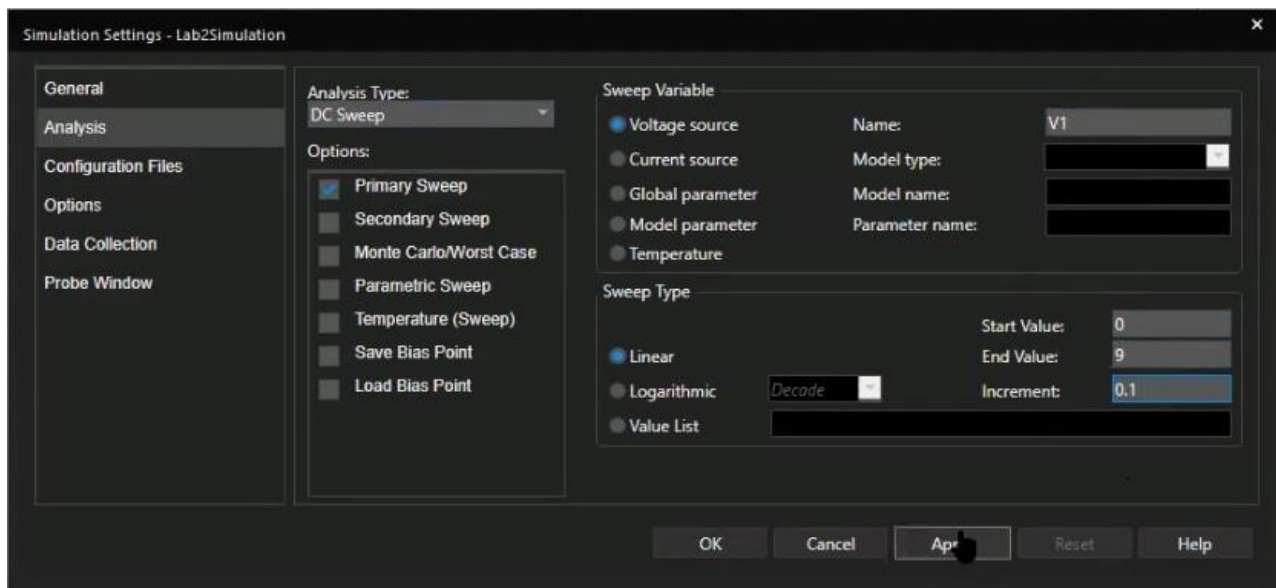 Simulation Settings - Lab2Simulation
General
Analysis
Configuration Files
Options
Data Collection
Probe Window
Analysis Type:
DC Sweep
Options:
Primary Sweep
Secondary Sweep
Monte Carlo/Worst Case
Parametric Sweep
Temperature (Sweep)
Save Bias Point
Load Bias Point
Sweep Variable
Voltage source
Name: V1
Current source
Model type:
Global parameter
Model name:
Model parameter
Parameter name:
Temperature
Sweep Type
Start Value: 0
Linear
End Value: 9
Logarithmic
Decade
Increment: 0.1
Value List
OK
Cancel
Reset
Help